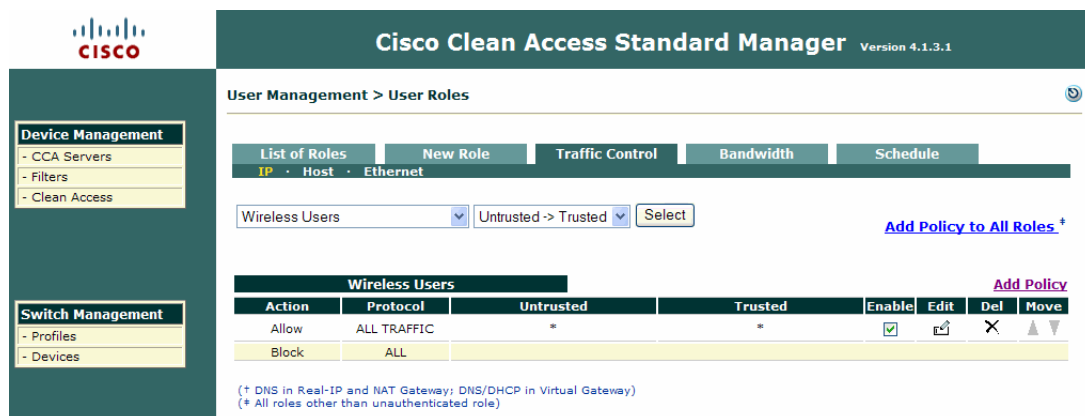 CISCO
Cisco Clean Access Standard Manager Version 4.1.3.1
User Management > User Roles
Device Management
- CCA Servers
- Filters
- Clean Access
Switch Management
- Profiles
- Devices
List of Roles New Role Traffic Control Bandwidth Schedule
IP · Host · Ethernet
Wireless Users Untrusted -> Trusted Select
Add Policy to All Roles ‡
Wireless Users Add Policy
Action Protocol Untrusted Trusted Enable Edit Del Move
Allow ALL TRAFFIC * *
Block ALL
(† DNS in Real-IP and NAT Gateway; DNS/DHCP in Virtual Gateway)
(‡ All roles other than unauthenticated role)